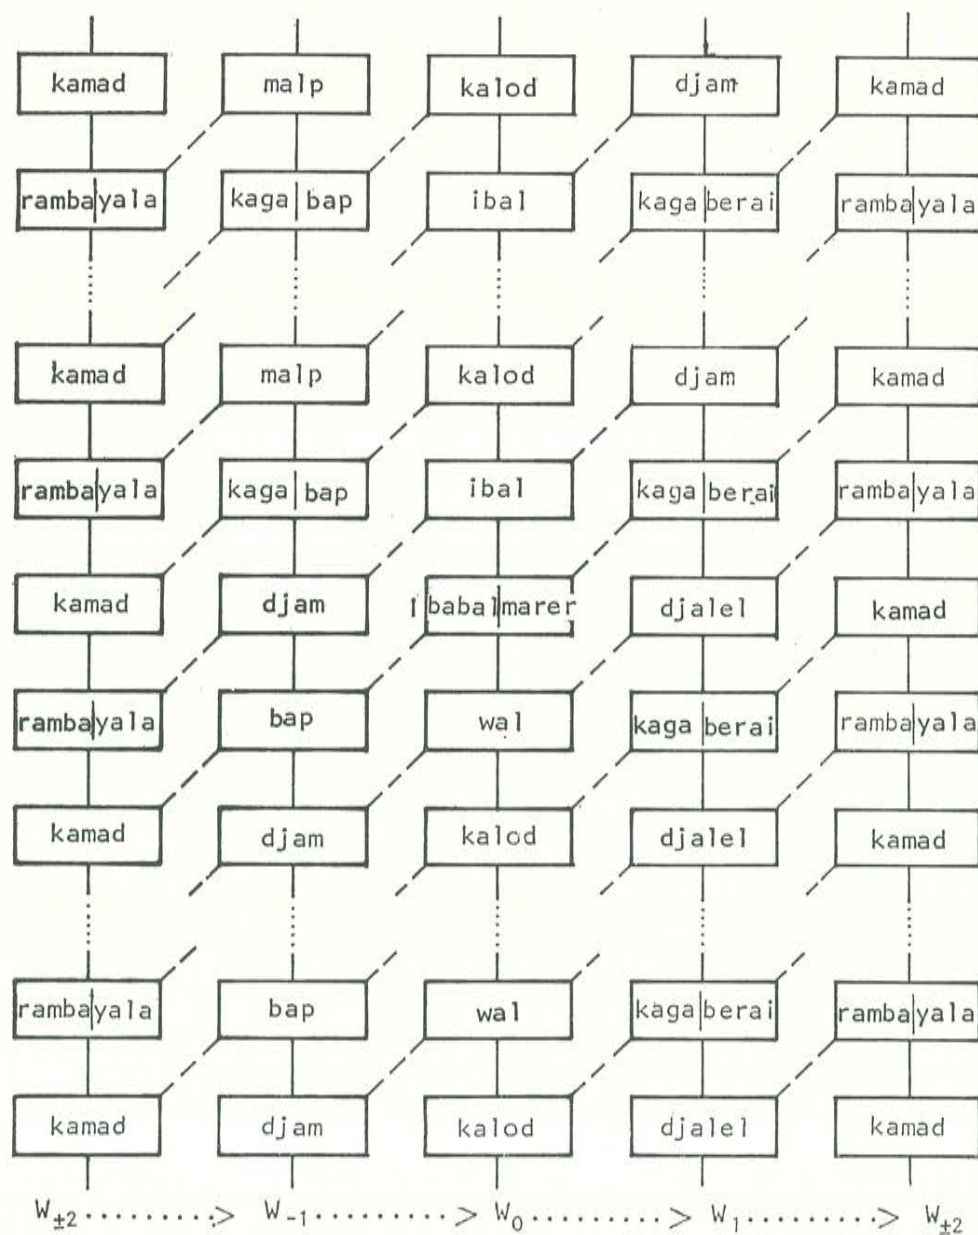 kamad malp kalod djam kamad
ramba|yala kaga|bap ibal kaga|berai ramba|yala
kamad malp kalod djam kamad
ramba|yala kaga|bap ibal kaga|berai ramba|yala
kamad djam babal|marer djalel kamad
ramba|yala bap wal kaga|berai ramba|yala
kamad djam kalod djalel kamad
ramba|yala bap wal kaga|berai ramba|yala
kamad djam kalod djalel kamad
W±2........> W-1........> W0........> W1........> W±2